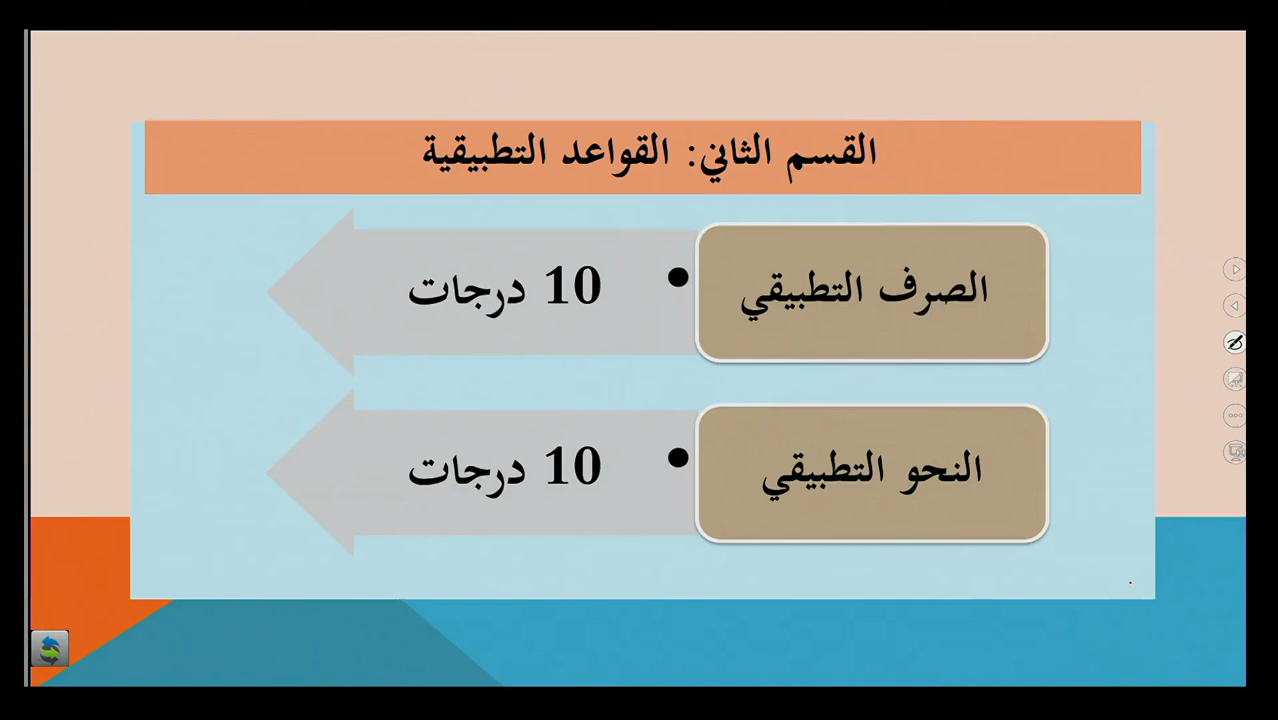 القسم الثاني: القواعد التطبيقية
الصرف التطبيقي
• 10 درجات
النحو التطبيقي
• 10 درجات